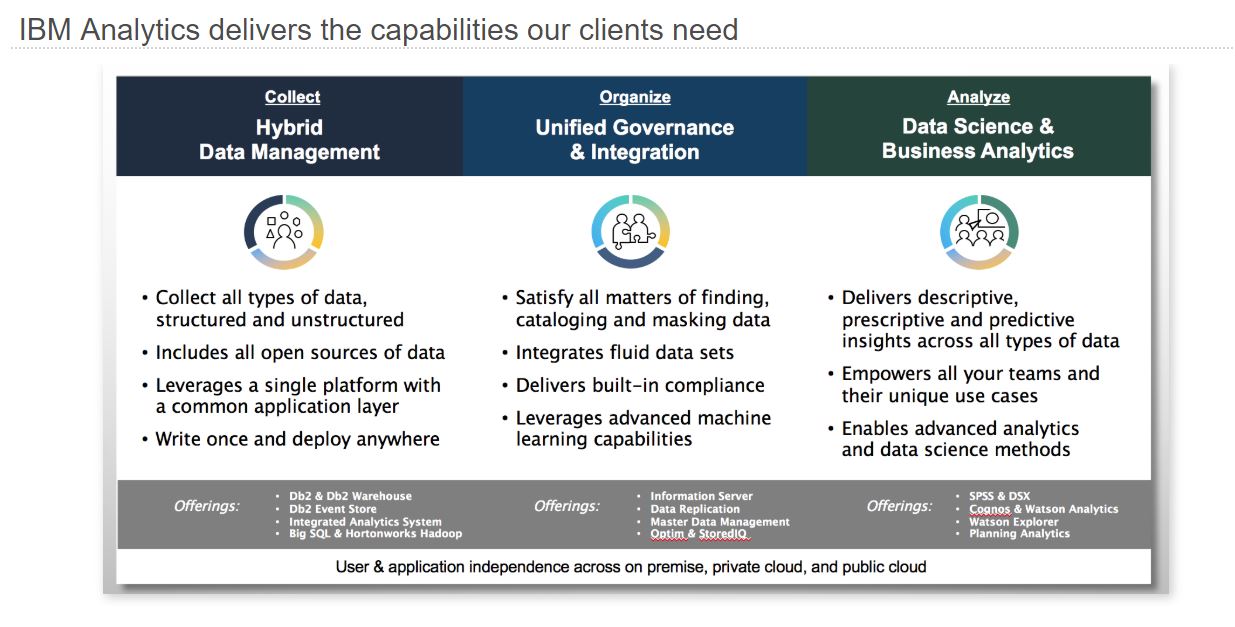 IBM Analytics delivers the capabilities our clients need
Collect
Hybrid
Data Management
Organize
Unified Governance
& Integration
Analyze
Data Science &
Business Analytics
• Collect all types of data,
structured and unstructured
• Includes all open sources of data
• Leverages a single platform with
a common application layer
• Write once and deploy anywhere
• Satisfy all matters of finding,
cataloging and masking data
• Integrates fluid data sets
• Delivers built-in compliance
• Leverages advanced machine
learning capabilities
• Delivers descriptive,
prescriptive and predictive
insights across all types of data
• Empowers all your teams and
their unique use cases
• Enables advanced analytics
and data science methods
Offerings:
• Db2 & Db2 Warehouse
• Db2 Event Store
• Integrated Analytics System
• Big SQL & Hortonworks Hadoop
Offerings:
• Information Server
• Data Replication
• Master Data Management
• Optim & StoredIQ
Offerings:
• SPSS & DSX
• Cognos & Watson Analytics
• Watson Explorer
• Planning Analytics
User & application independence across on premise, private cloud, and public cloud